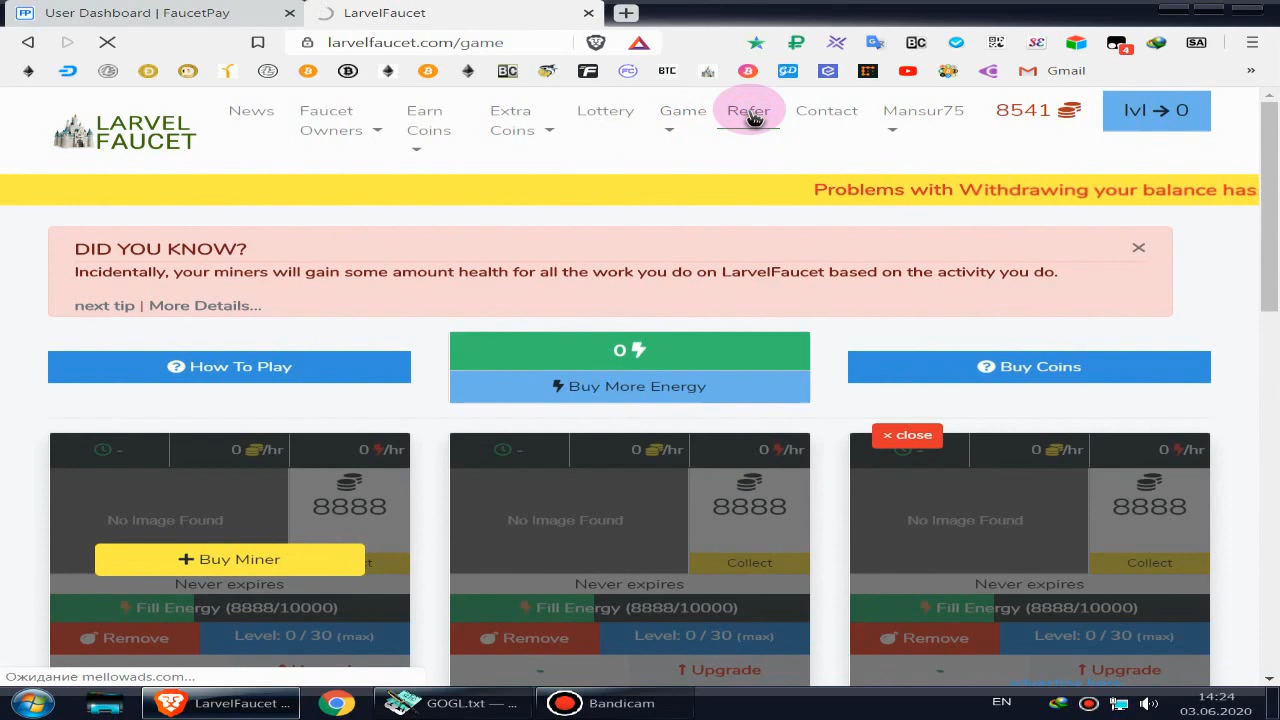 User Dashboard | FaucetPay
LarvelFaucet
larvelfaucet.com/game
Gmail
LARVEL
FAUCET
News
Faucet
Owners
Earn
Coins
Extra
Coins
Lottery
Game
Refer
Contact
Mansur75
8541
lvl → 0
Problems with Withdrawing your balance has
DID YOU KNOW?
Incidentally, your miners will gain some amount health for all the work you do on LarvelFaucet based on the activity you do.
next tip | More Details...
How To Play
0
Buy More Energy
Buy Coins
× close
- 0 /hr 0 /hr
- 0 /hr 0 /hr
- 0 /hr 0 /hr
No Image Found
8888
No Image Found
8888
No Image Found
8888
+ Buy Miner
Collect
Collect
Never expires
Never expires
Never expires
Fill Energy (8888/10000)
Fill Energy (8888/10000)
Fill Energy (8888/10000)
Remove
Level: 0 / 30 (max)
Remove
Level: 0 / 30 (max)
Remove
Level: 0 / 30 (max)
- Upgrade
- Upgrade
Ожидание mellowads.com...
LarvelFaucet ...
GOGL.txt — ...
Bandicam
EN
14:24
03.06.2020